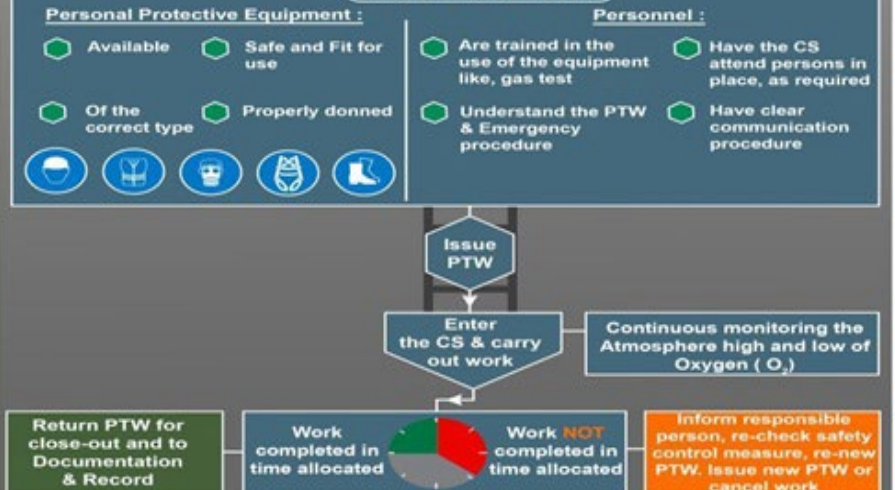 Personal Protective Equipment :
Available
Safe and Fit for
use
Of the
correct type
Properly donned
Personnel :
Are trained in the
use of the equipment
like, gas test
Have the CS
attend persons in
place, as required
Understand the PTW
& Emergency
procedure
Have clear
communication
procedure
Issue
PTW
Enter
the CS & carry
out work
Continuous monitoring the
Atmosphere high and low of
Oxygen ( O₂)
Return PTW for
close-out and to
Documentation
& Record
Work
completed in
time allocated
Work NOT
completed in
time allocated
Inform responsible
person, re-check safety
control measure, re-new
PTW. Issue new PTW or
cancel work